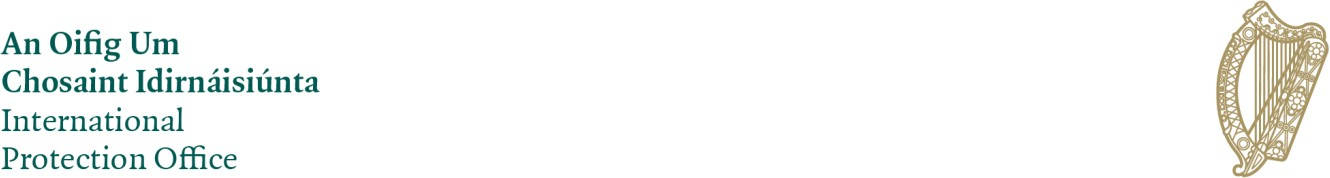 An Oifig Um
Chosaint Idirnáisiúnta
International
Protection Office